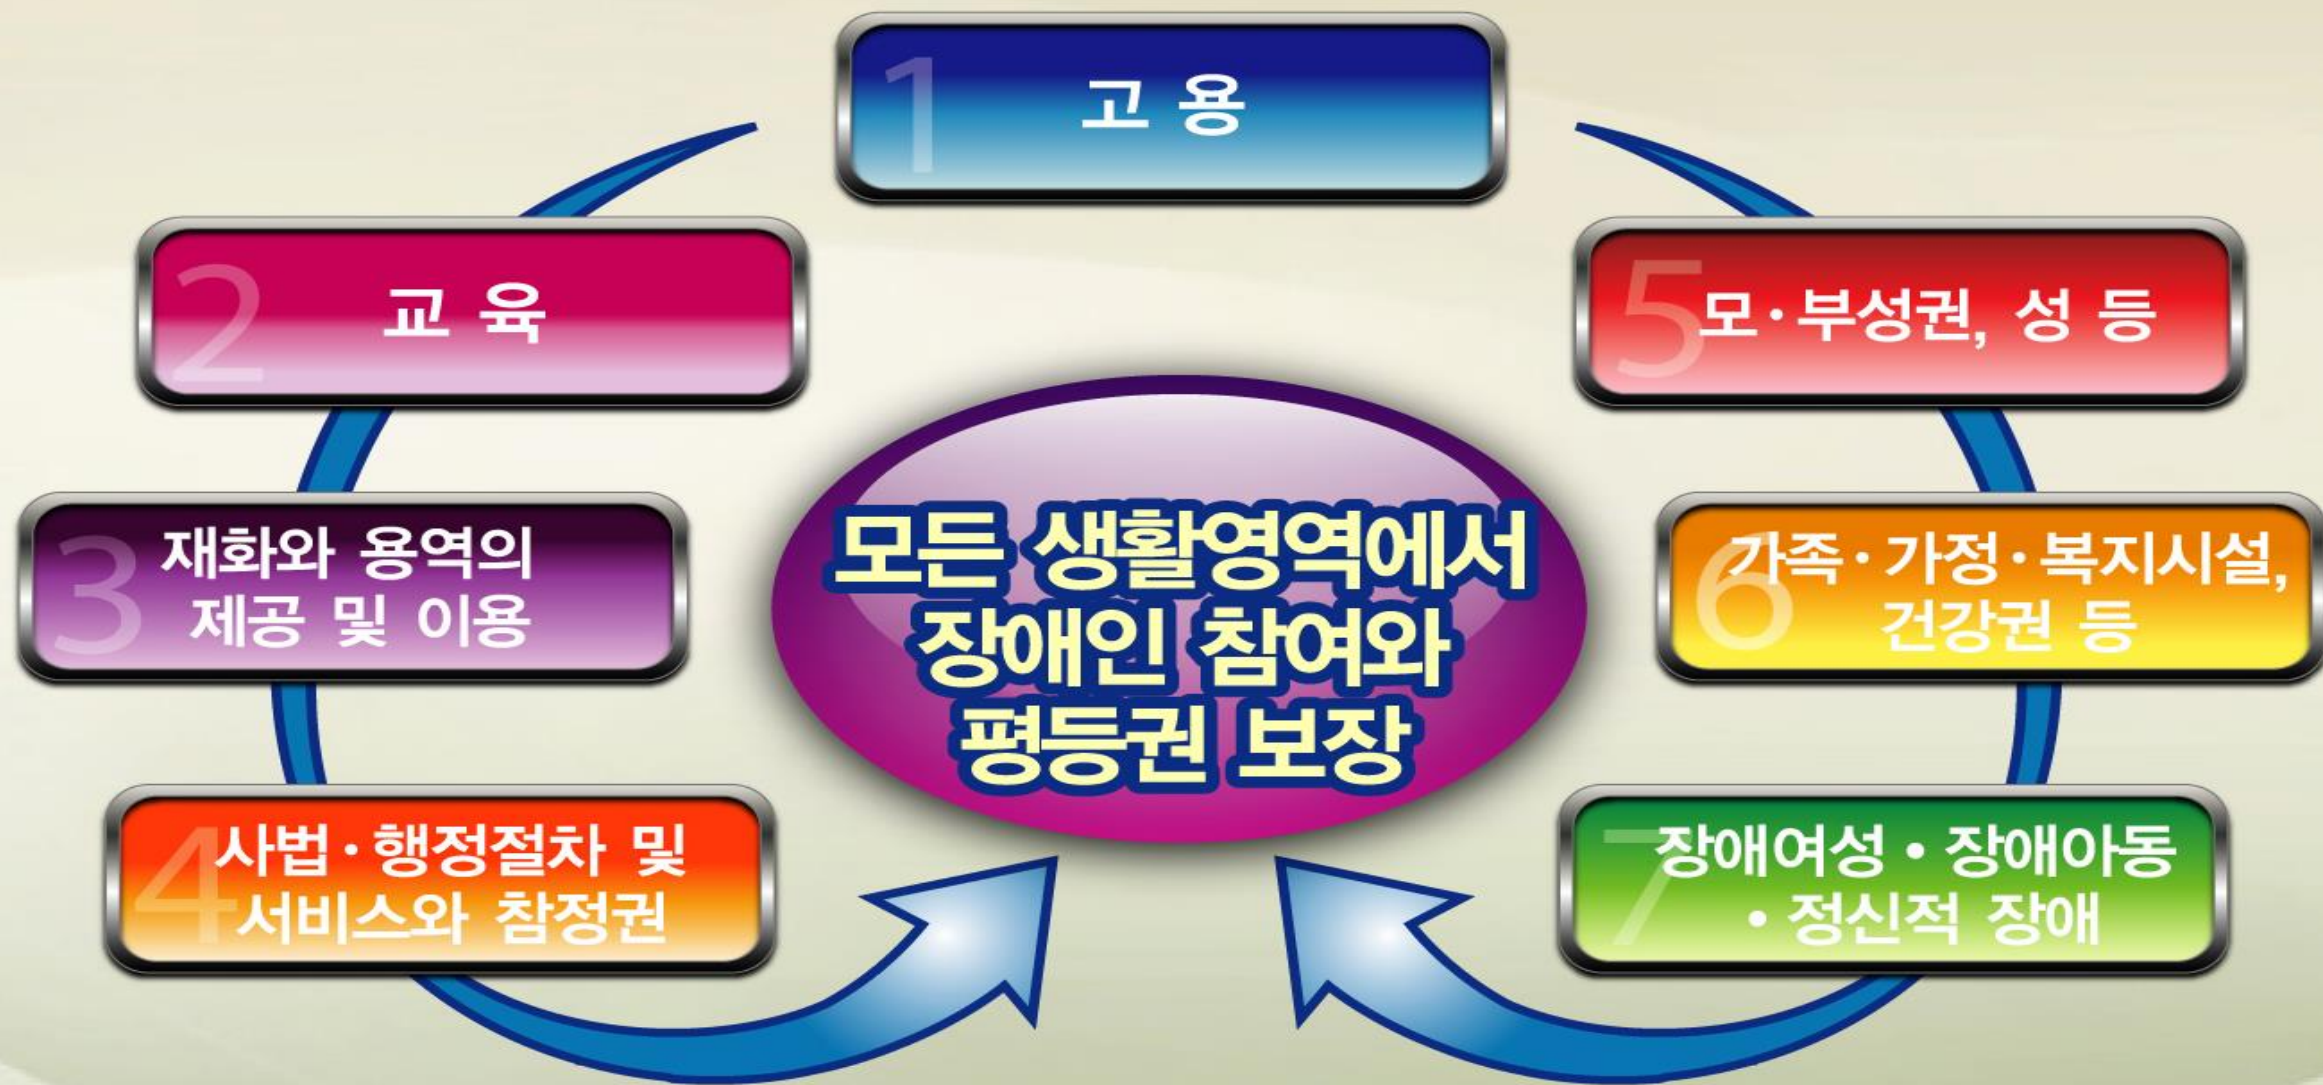 1
고 용
2
교 육
3
재화와 용역의
제공 및 이용
4
사법·행정절차 및
서비스와 참정권
5
모·부성권, 성 등
6
가족·가정·복지시설,
건강권 등
7
장애여성·장애아동
·정신적 장애
모든 생활영역에서
장애인 참여와
평등권 보장